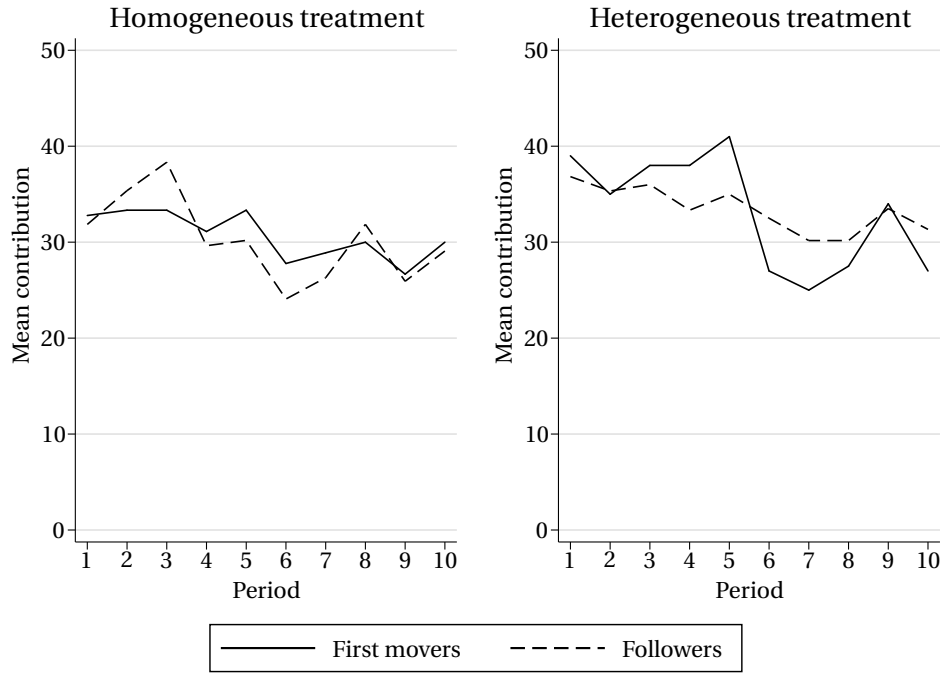 Homogeneous treatment
50
40
30
20
10
0
Mean contribution
1 2 3 4 5 6 7 8 9 10
Period
Heterogeneous treatment
50
40
30
20
10
0
Mean contribution
1 2 3 4 5 6 7 8 9 10
Period
First movers
Followers